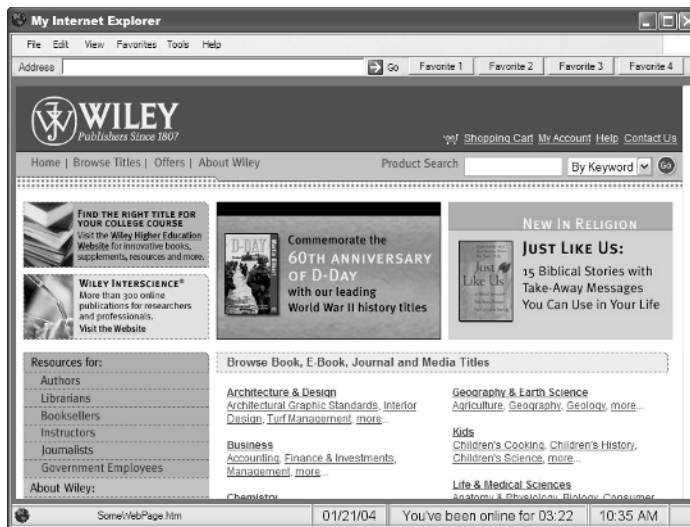 My Internet Explorer
File Edit View Favorites Tools Help
Address Go Favorite 1 Favorite 2 Favorite 3 Favorite 4
WILEY
Publishers Since 1807
Shopping Cart My Account Help Contact Us
Home | Browse Titles | Offers | About Wiley Product Search By Keyword Go
FIND THE RIGHT TITLE FOR
YOUR COLLEGE COURSE
Visit the Wiley Higher Education
Website for innovative books,
supplements, resources and more.
WILEY INTERSCIENCE®
More than 300 online
publications for researchers
and professionals.
Visit the Website
D-DAY
Commemorate the
60TH ANNIVERSARY
OF D-DAY
with our leading
World War II history titles
NEW IN RELIGION
Just
Like Us
JUST LIKE US:
15 Biblical Stories with
Take-Away Messages
You Can Use in Your Life
Resources for:
Authors
Librarians
Booksellers
Instructors
Journalists
Government Employees
About Wiley:
Browse Book, E-Book, Journal and Media Titles
Architecture & Design
Architectural Graphic Standards, Interior
Design, Turf Management, more...
Business
Accounting, Finance & Investments,
Management, more...
Chemistry
Geography & Earth Science
Agriculture, Geography, Geology, more...
Kids
Children's Cooking, Children's History,
Children's Science, more...
Life & Medical Sciences
Anatomy & Physiology, Biology, Consumer
SomeWebPage.htm 01/21/04 You've been online for 03:22 10:35 AM